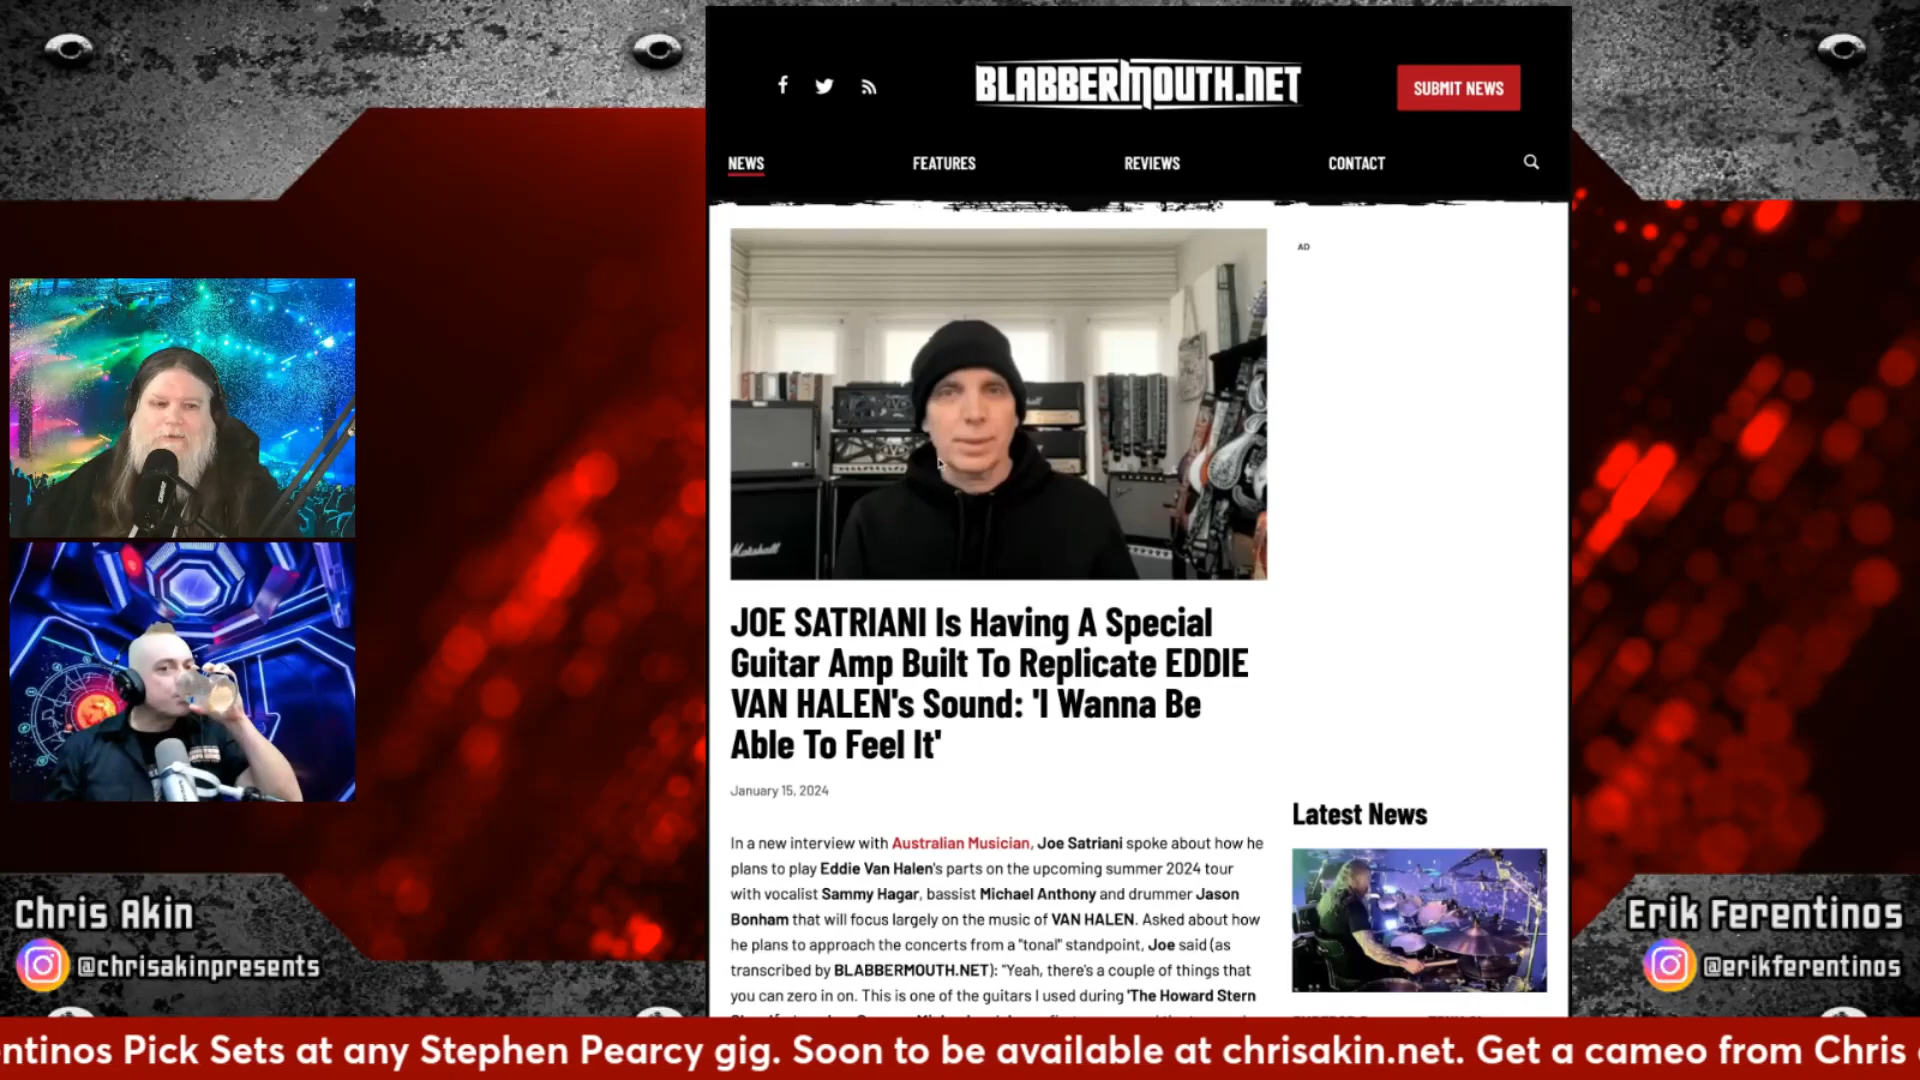 BLABBERMOUTH.NET
SUBMIT NEWS
NEWS
FEATURES
REVIEWS
CONTACT
AD
Marshall
JOE SATRIANI Is Having A Special
Guitar Amp Built To Replicate EDDIE
VAN HALEN's Sound: 'I Wanna Be
Able To Feel It'
January 15, 2024
In a new interview with Australian Musician, Joe Satriani spoke about how he
plans to play Eddie Van Halen's parts on the upcoming summer 2024 tour
with vocalist Sammy Hagar, bassist Michael Anthony and drummer Jason
Bonham that will focus largely on the music of VAN HALEN. Asked about how
he plans to approach the concerts from a "tonal" standpoint, Joe said (as
transcribed by BLABBERMOUTH.NET): "Yeah, there's a couple of things that
you can zero in on. This is one of the guitars I used during 'The Howard Stern
Latest News
Chris Akin
@chrisakinpresents
Erik Ferentinos
@erikferentinos
ntinos Pick Sets at any Stephen Pearcy gig. Soon to be available at chrisakin.net. Get a cameo from Chris